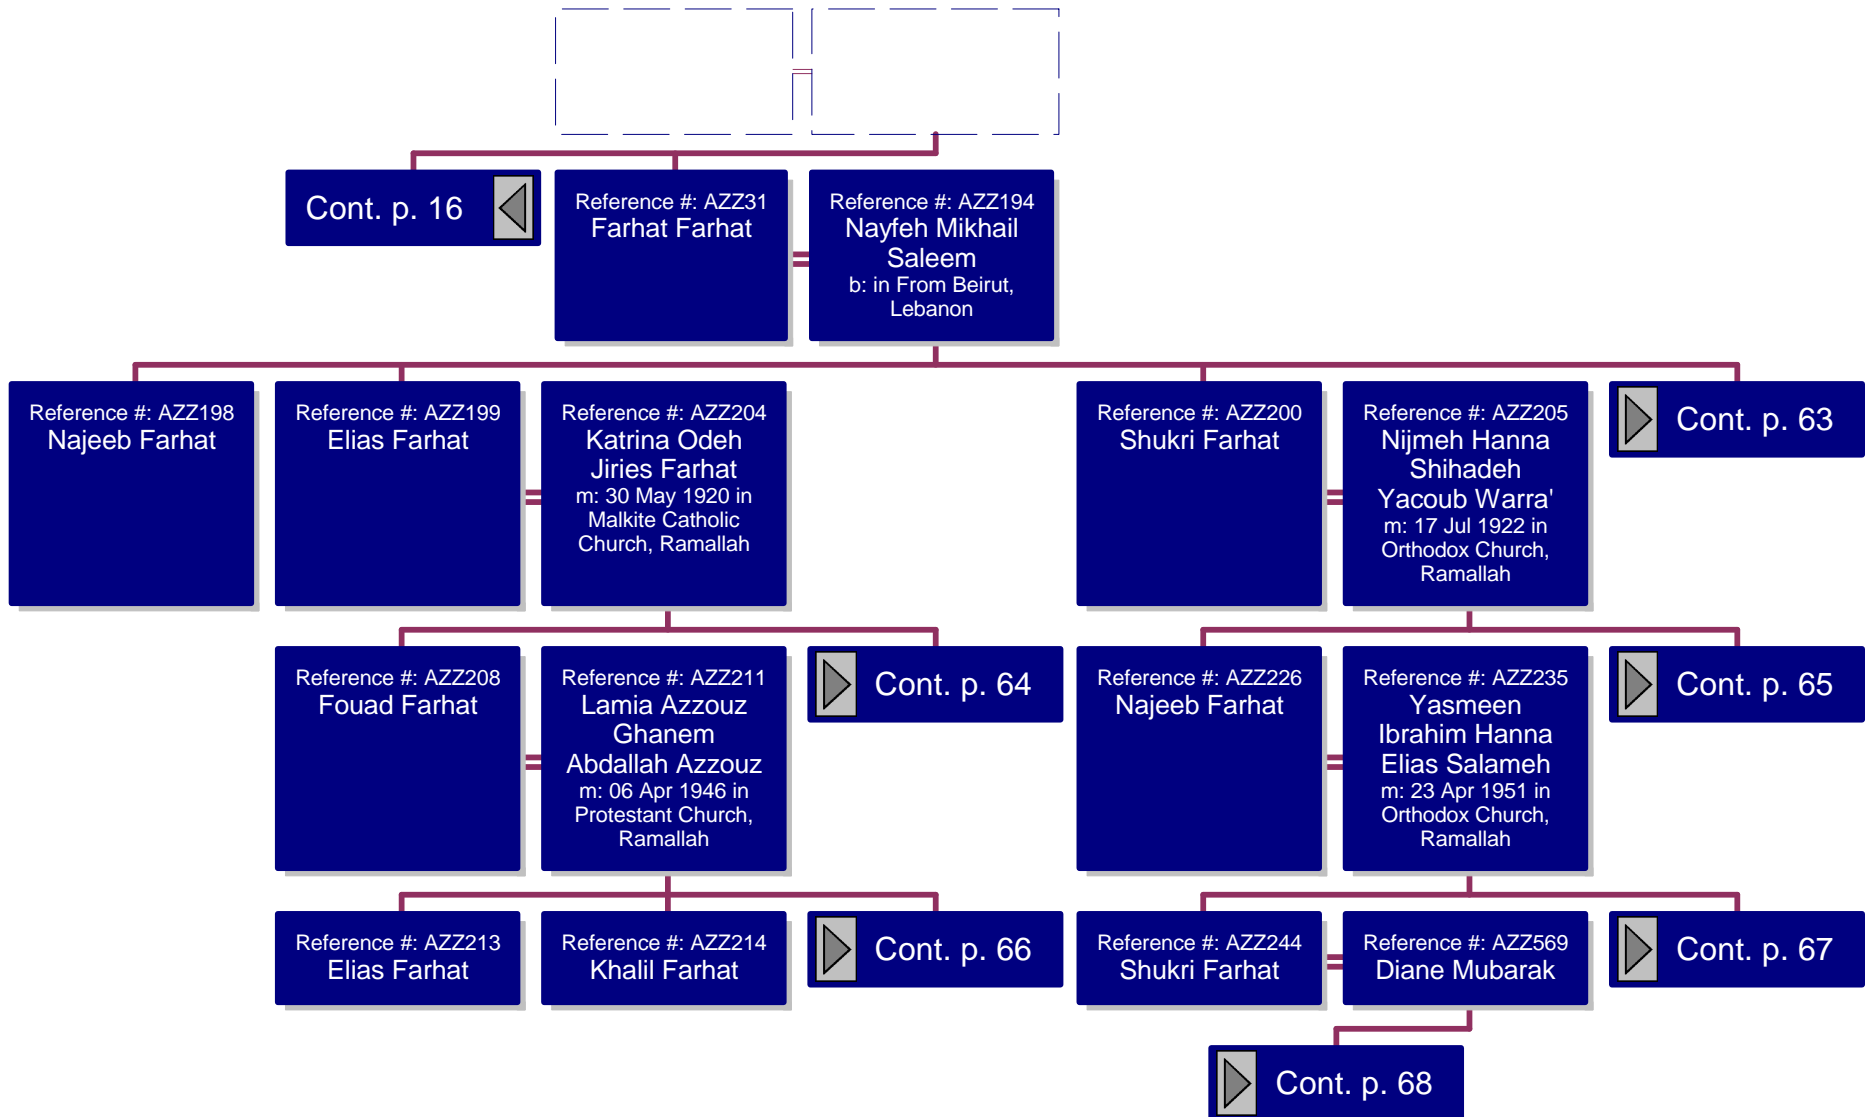 Cont. p. 16
Reference #: AZZ31
Farhat Farhat
Reference #: AZZ194
Nayfeh Mikhail
Saleem
b: in From Beirut,
Lebanon
Reference #: AZZ198
Najeeb Farhat
Reference #: AZZ199
Elias Farhat
Reference #: AZZ204
Katrina Odeh
Jiries Farhat
m: 30 May 1920 in
Malkite Catholic
Church, Ramallah
Reference #: AZZ200
Shukri Farhat
Reference #: AZZ205
Nijmeh Hanna
Shihadeh
Yacoub Warra'
m: 17 Jul 1922 in
Orthodox Church,
Ramallah
Cont. p. 63
Reference #: AZZ208
Fouad Farhat
Reference #: AZZ211
Lamia Azzouz
Ghanem
Abdallah Azzouz
m: 06 Apr 1946 in
Protestant Church,
Ramallah
Cont. p. 64
Reference #: AZZ226
Najeeb Farhat
Reference #: AZZ235
Yasmeen
Ibrahim Hanna
Elias Salameh
m: 23 Apr 1951 in
Orthodox Church,
Ramallah
Cont. p. 65
Reference #: AZZ213
Elias Farhat
Reference #: AZZ214
Khalil Farhat
Cont. p. 66
Reference #: AZZ244
Shukri Farhat
Reference #: AZZ569
Diane Mubarak
Cont. p. 67
Cont. p. 68